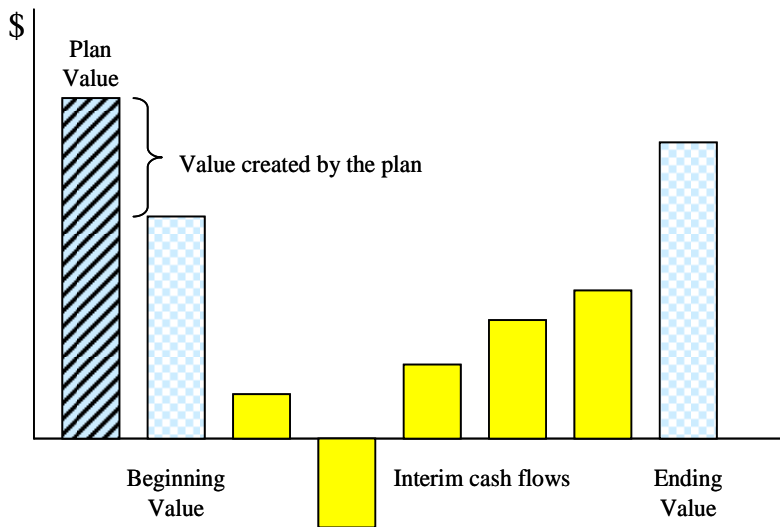 $
Plan
Value
Value created by the plan
Beginning
Value
Interim cash flows
Ending
Value